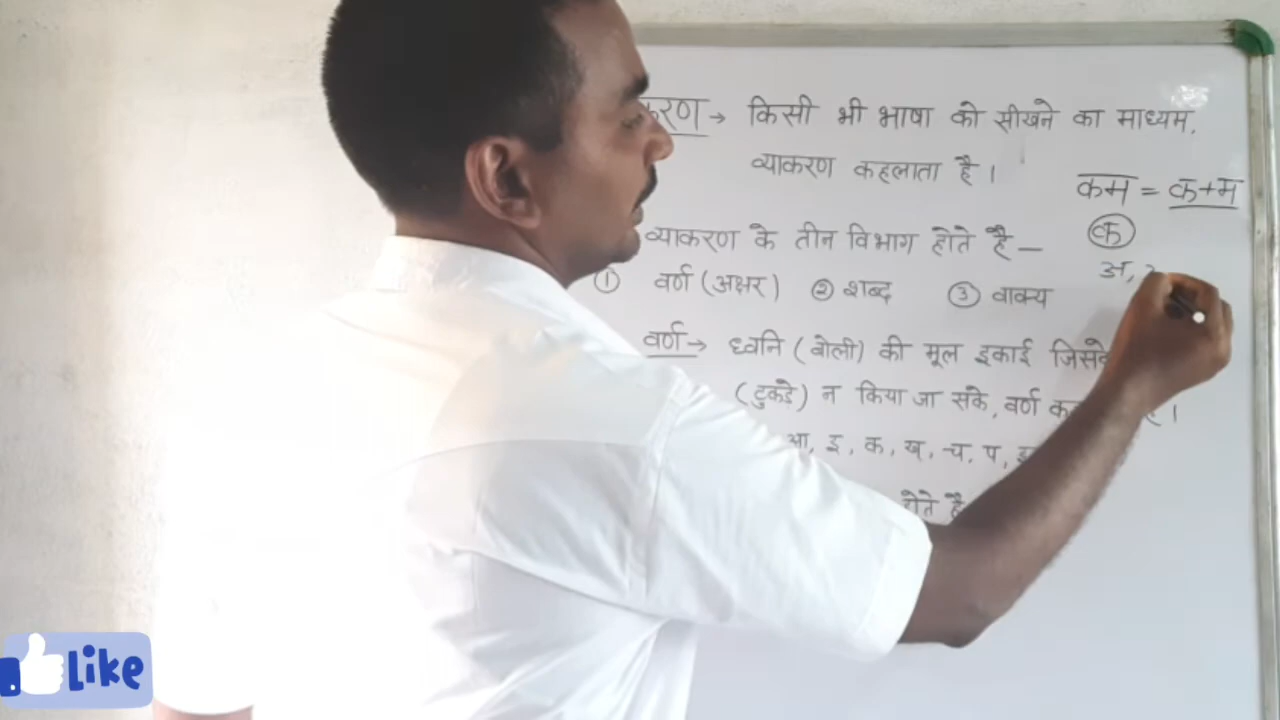 → किसी भी भाषा को सीखने का माध्यम,
व्याकरण कहलाता है।
कम = क+म
व्याकरण के तीन विभाग होते है —
क
① वर्ण (अक्षर) ② शब्द ③ वाक्य
अ,
वर्ण → ध्वनि (बोली) की मूल इकाई
(टुकडे) न किया जा सके, वर्ण
आ, इ, क, ख, च, प,
होते है
Like